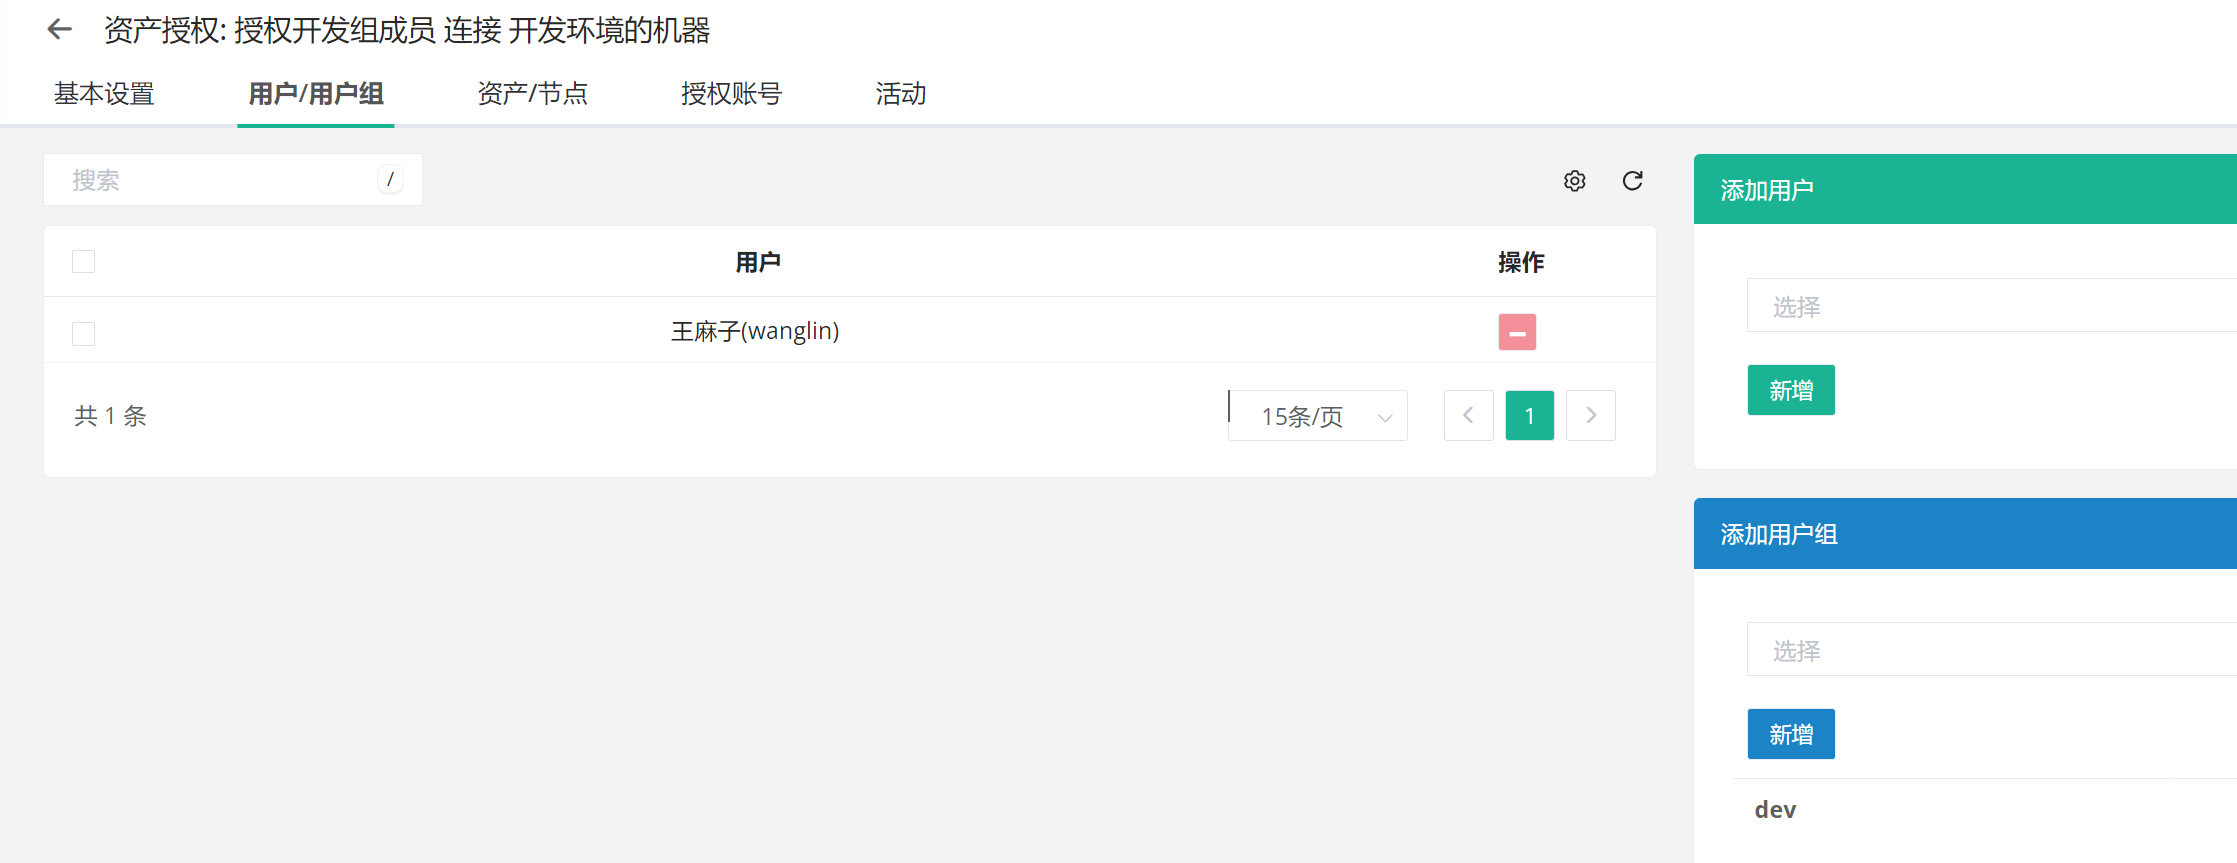 资产授权: 授权开发组成员 连接 开发环境的机器
基本设置 用户/用户组 资产/节点 授权账号 活动
搜索 /
用户 操作
王麻子(wanglin)
共 1 条 15条/页 1
添加用户
选择
新增
添加用户组
选择
新增
dev